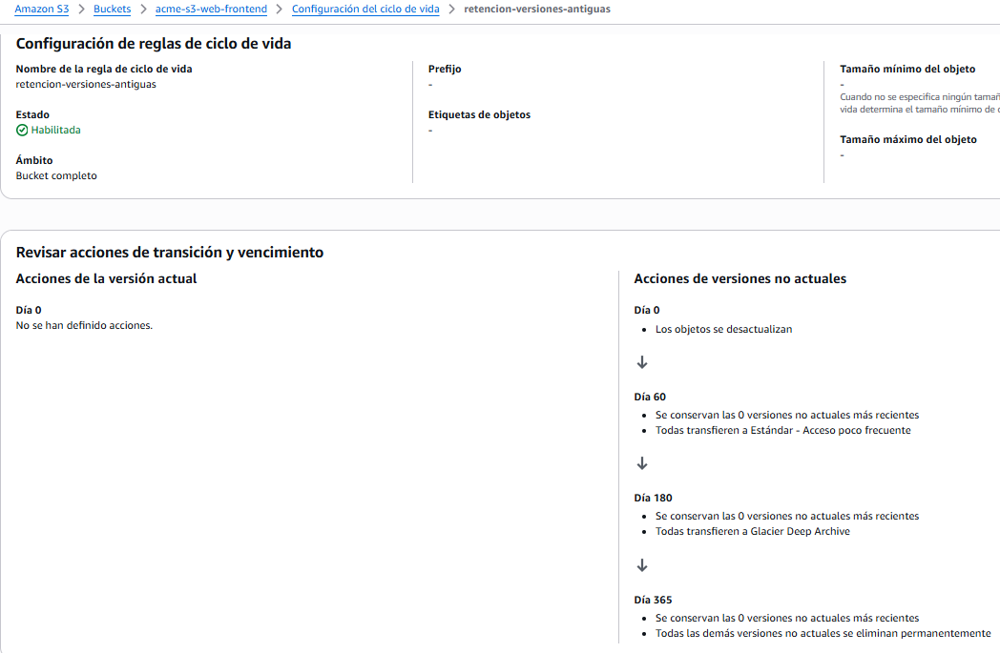 Amazon S3 > Buckets > acme-s3-web-frontend > Configuración del ciclo de vida > retencion-versiones-antiguas
Configuración de reglas de ciclo de vida
Nombre de la regla de ciclo de vida
retencion-versiones-antiguas
Estado
Habilitada
Ámbito
Bucket completo
Prefijo
-
Etiquetas de objetos
-
Tamaño mínimo del objeto
-
Cuando no se especifica ningún
vida determina el tamaño mínimo de
Tamaño máximo del objeto
-
Revisar acciones de transición y vencimiento
Acciones de la versión actual
Día 0
No se han definido acciones.
Acciones de versiones no actuales
Día 0
Los objetos se desactualizan
Día 60
Se conservan las 0 versiones no actuales más recientes
Todas transfieren a Estándar - Acceso poco frecuente
Día 180
Se conservan las 0 versiones no actuales más recientes
Todas transfieren a Glacier Deep Archive
Día 365
Se conservan las 0 versiones no actuales más recientes
Todas las demás versiones no actuales se eliminan permanentemente